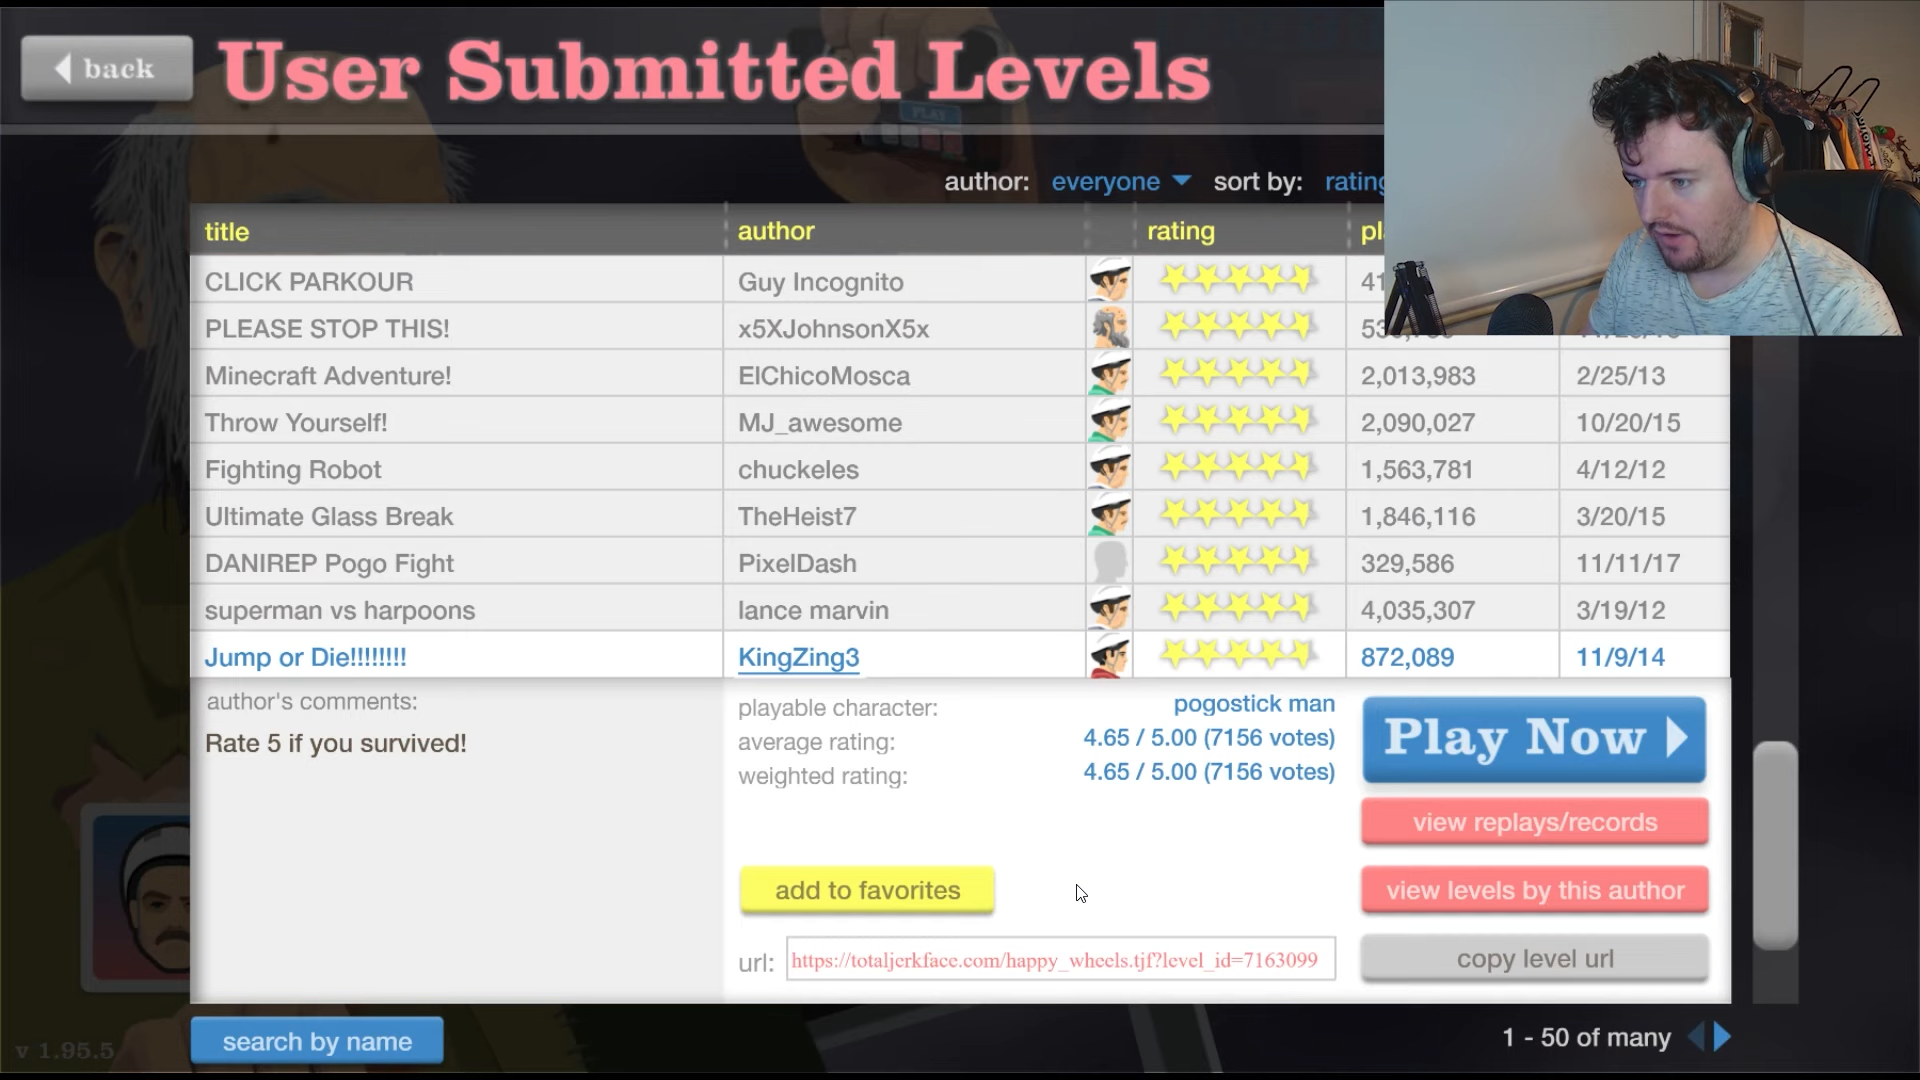 back
User Submitted Levels
PLAY
author: everyone sort by: rating
title author rating pl
CLICK PARKOUR Guy Incognito 41
PLEASE STOP THIS! x5XJohnsonX5x
Minecraft Adventure! ElChicoMosca 2,013,983 2/25/13
Throw Yourself! MJ_awesome 2,090,027 10/20/15
Fighting Robot chuckeles 1,563,781 4/12/12
Ultimate Glass Break TheHeist7 1,846,116 3/20/15
DANIREP Pogo Fight PixelDash 329,586 11/11/17
superman vs harpoons lance marvin 4,035,307 3/19/12
Jump or Die!!!!!!!! KingZing3 872,089 11/9/14
author's comments:
Rate 5 if you survived!
playable character: pogostick man
average rating: 4.65 / 5.00 (7156 votes)
weighted rating: 4.65 / 5.00 (7156 votes)
Play Now
view replays/records
add to favorites
view levels by this author
url: https://totaljerkface.com/happy_wheels.tjf?level_id=7163099
copy level url
search by name
1 - 50 of many
v 1.95.5